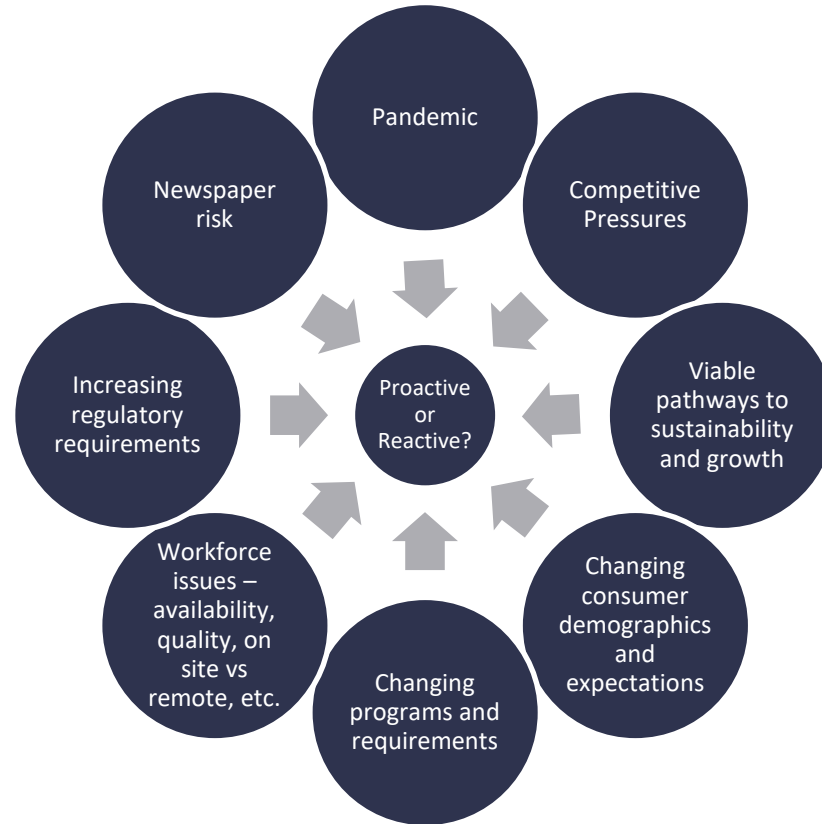 Pandemic
Competitive
Pressures
Viable
pathways to
sustainability
and growth
Changing
consumer
demographics
and
expectations
Changing
programs and
requirements
Workforce
issues –
availability,
quality, on
site vs
remote, etc.
Increasing
regulatory
requirements
Newspaper
risk
Proactive
or
Reactive?